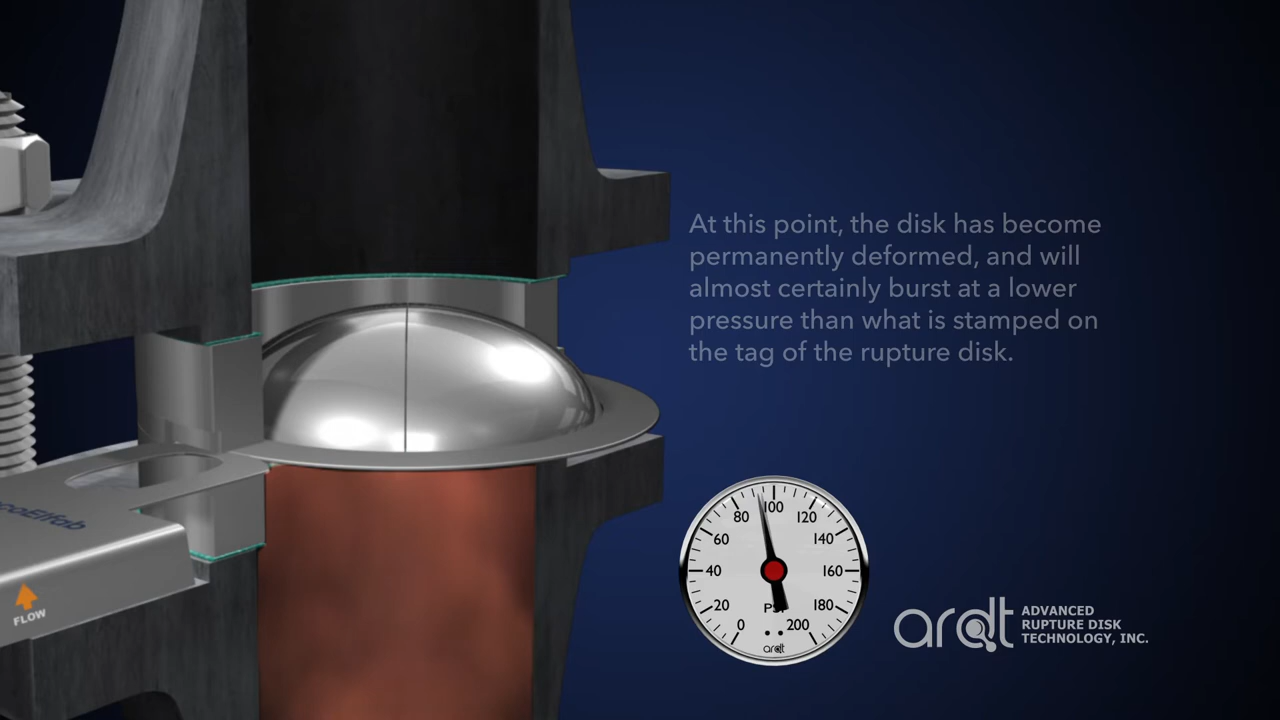 At this point, the disk has become
permanently deformed, and will
almost certainly burst at a lower
pressure than what is stamped on
the tag of the rupture disk.
FLOW
100
80
120
60
140
40
160
20
180
0
200
ardt
ardt
ADVANCED
RUPTURE DISK
TECHNOLOGY, INC.